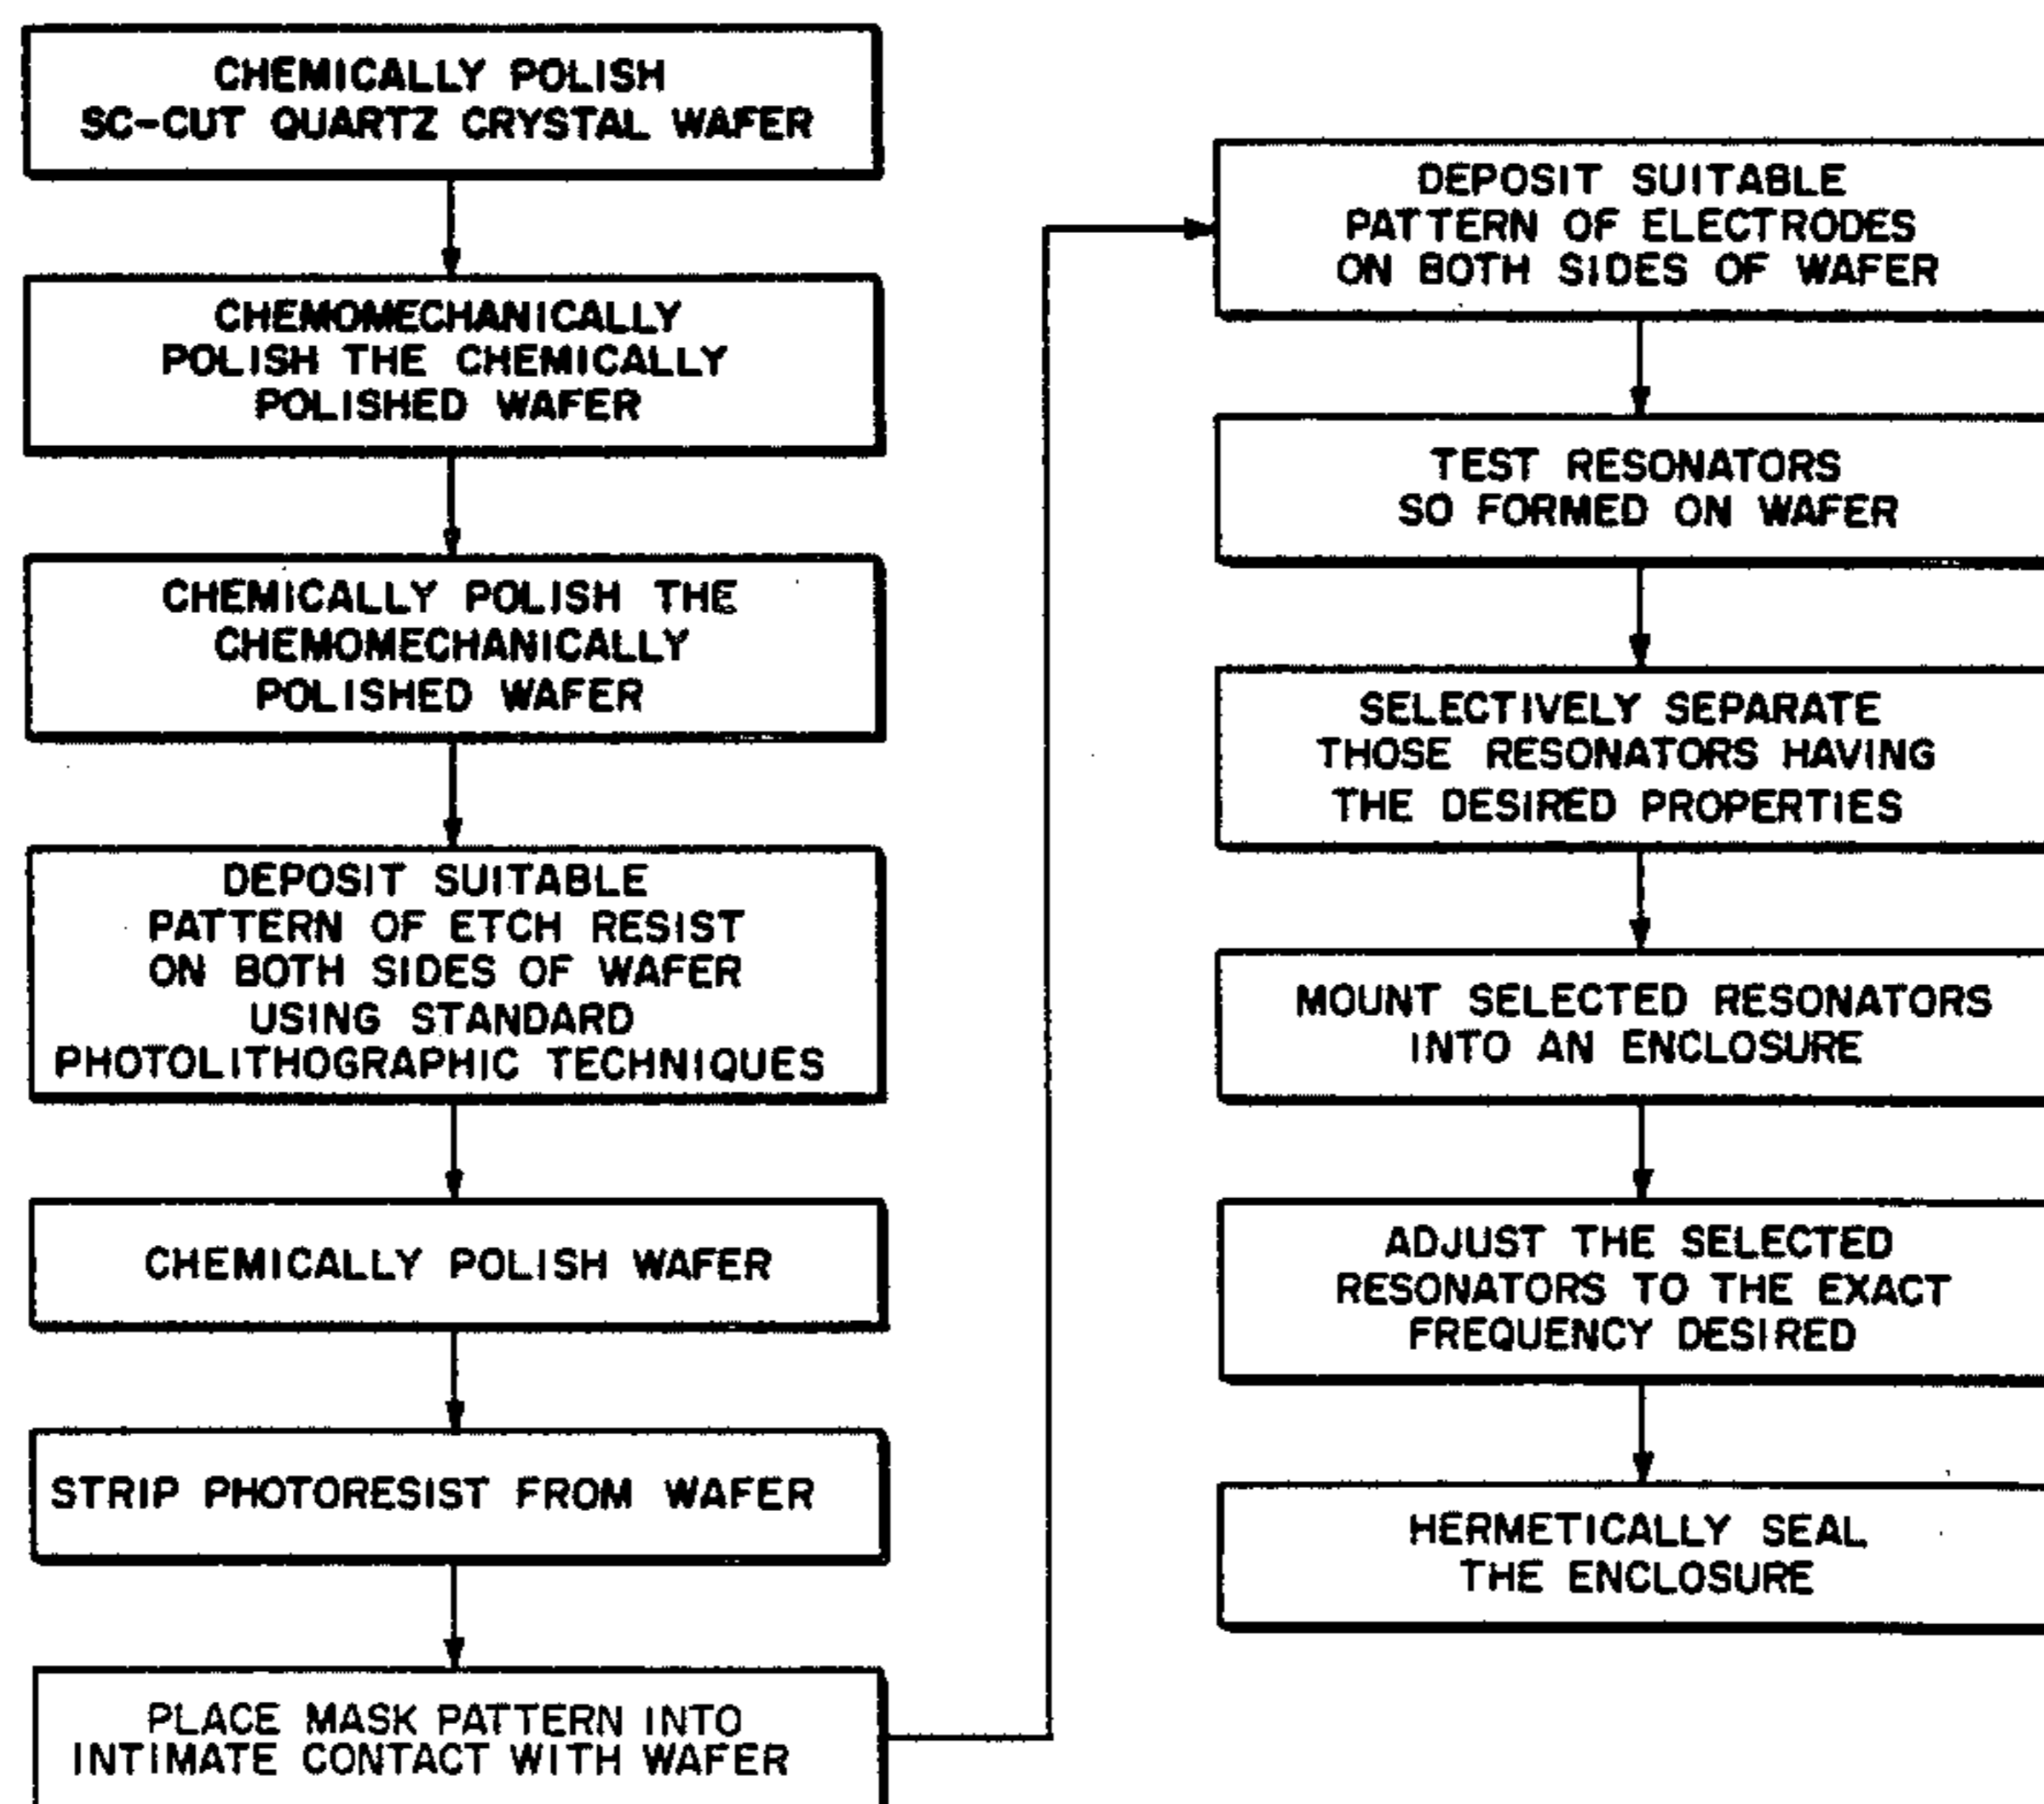 CHEMICALLY POLISH
SC-CUT QUARTZ CRYSTAL WAFER
CHEMOMECHANICALLY
POLISH THE CHEMICALLY
POLISHED WAFER
CHEMICALLY POLISH THE
CHEMOMECHANICALLY
POLISHED WAFER
DEPOSIT SUITABLE
PATTERN OF ETCH RESIST
ON BOTH SIDES OF WAFER
USING STANDARD
PHOTOLITHOGRAPHIC TECHNIQUES
CHEMICALLY POLISH WAFER
STRIP PHOTORESIST FROM WAFER
PLACE MASK PATTERN INTO
INTIMATE CONTACT WITH WAFER
DEPOSIT SUITABLE
PATTERN OF ELECTRODES
ON BOTH SIDES OF WAFER
TEST RESONATORS
SO FORMED ON WAFER
SELECTIVELY SEPARATE
THOSE RESONATORS HAVING
THE DESIRED PROPERTIES
MOUNT SELECTED RESONATORS
INTO AN ENCLOSURE
ADJUST THE SELECTED
RESONATORS TO THE EXACT
FREQUENCY DESIRED
HERMETICALLY SEAL
THE ENCLOSURE